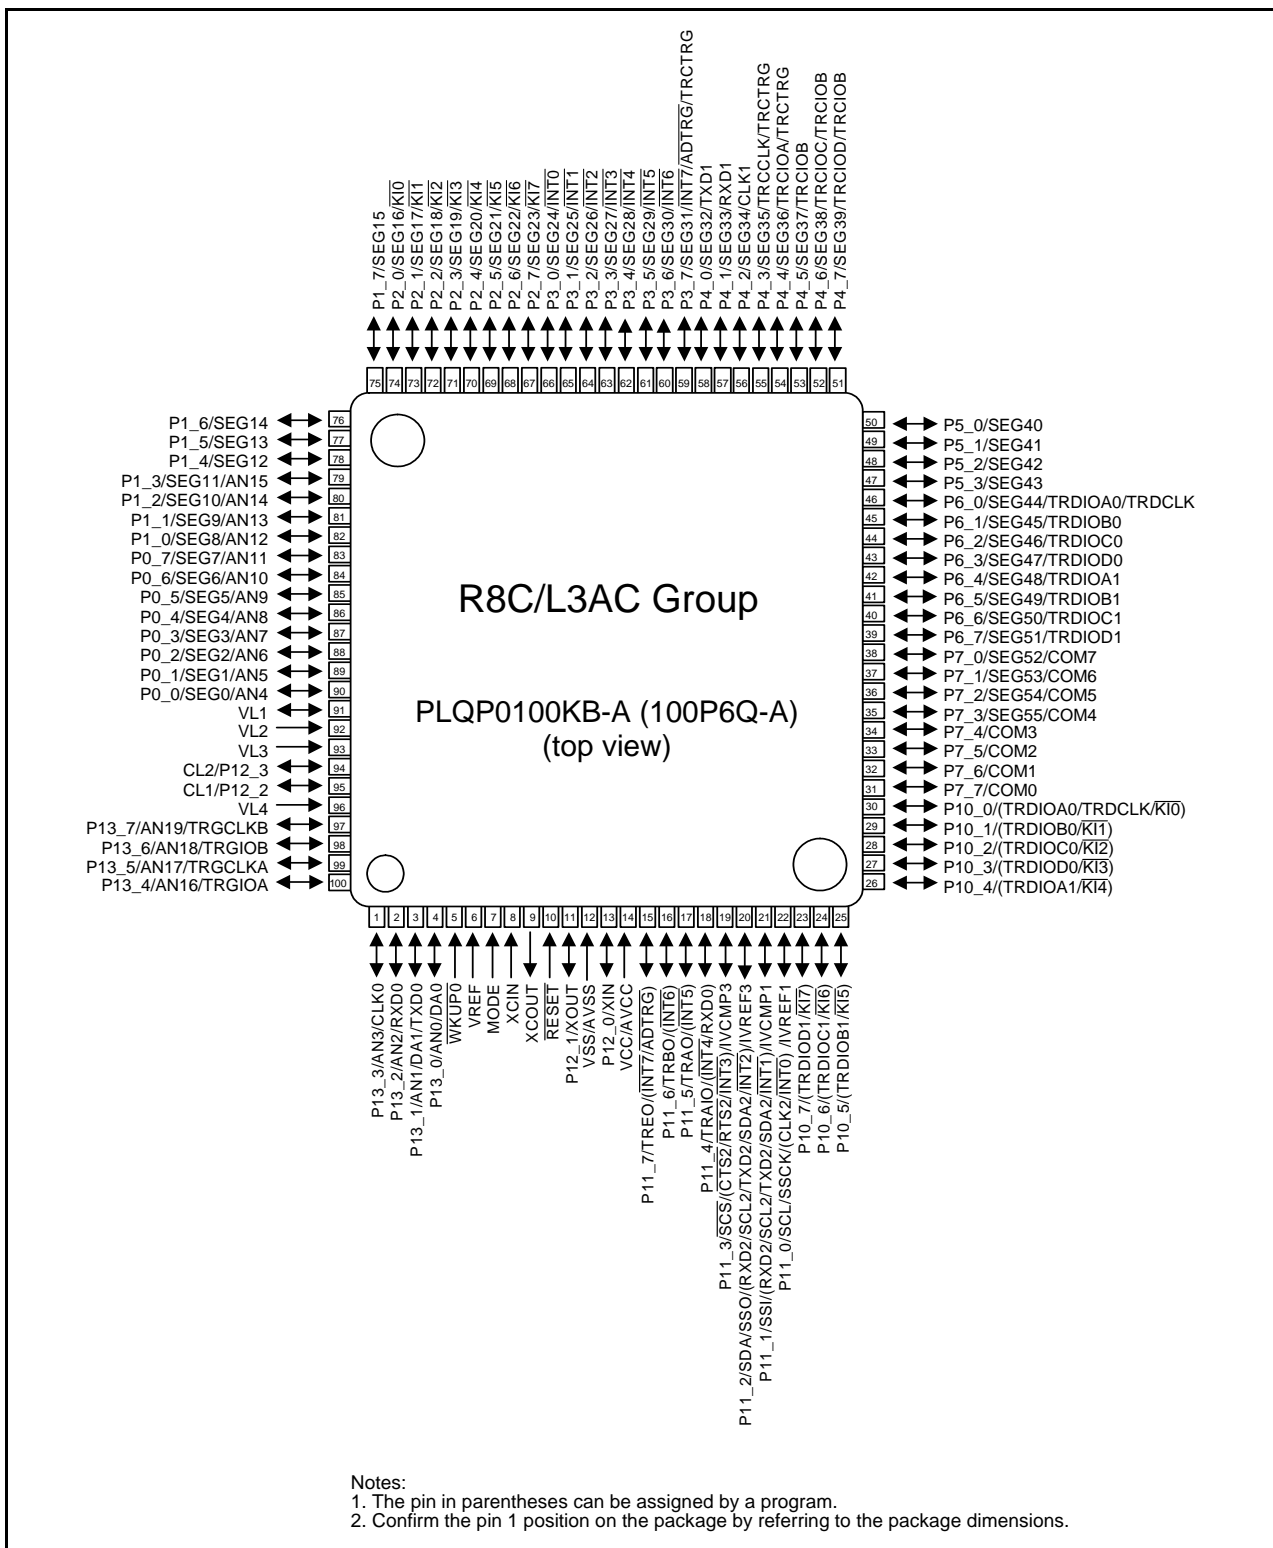 P1_7/SEG15
P2_0/SEG16/KI0
P2_1/SEG17/KI1
P2_2/SEG18/KI2
P2_3/SEG19/KI3
P2_4/SEG20/KI4
P2_5/SEG21/KI5
P2_6/SEG22/KI6
P2_7/SEG23/KI7
P3_0/SEG24/INT0
P3_1/SEG25/INT1
P3_2/SEG26/INT2
P3_3/SEG27/INT3
P3_4/SEG28/INT4
P3_5/SEG29/INT5
P3_6/SEG30/INT6
P3_7/SEG31/INT7/ADTRG/TRCTRG
P4_0/SEG32/TXD1
P4_1/SEG33/RXD1
P4_2/SEG34/CLK1
P4_3/SEG35/TRCCLK/TRCTRG
P4_4/SEG36/TRCIOA/TRCTRG
P4_5/SEG37/TRCIOB
P4_6/SEG38/TRCIOC/TRCIOB
P4_7/SEG39/TRCIOD/TRCIOB
75 74 73 72 71 70 69 68 67 66 65 64 63 62 61 60 59 58 57 56 55 54 53 52 51
P1_6/SEG14 76
P1_5/SEG13 77
P1_4/SEG12 78
P1_3/SEG11/AN15 79
P1_2/SEG10/AN14 80
P1_1/SEG9/AN13 81
P1_0/SEG8/AN12 82
P0_7/SEG7/AN11 83
P0_6/SEG6/AN10 84
P0_5/SEG5/AN9 85
P0_4/SEG4/AN8 86
P0_3/SEG3/AN7 87
P0_2/SEG2/AN6 88
P0_1/SEG1/AN5 89
P0_0/SEG0/AN4 90
VL1 91
VL2 92
VL3 93
CL2/P12_3 94
CL1/P12_2 95
VL4 96
P13_7/AN19/TRGCLKB 97
P13_6/AN18/TRGIOB 98
P13_5/AN17/TRGCLKA 99
P13_4/AN16/TRGIOA 100
R8C/L3AC Group
PLQP0100KB-A (100P6Q-A)
(top view)
50 P5_0/SEG40
49 P5_1/SEG41
48 P5_2/SEG42
47 P5_3/SEG43
46 P6_0/SEG44/TRDIOA0/TRDCLK
45 P6_1/SEG45/TRDIOB0
44 P6_2/SEG46/TRDIOC0
43 P6_3/SEG47/TRDIOD0
42 P6_4/SEG48/TRDIOA1
41 P6_5/SEG49/TRDIOB1
40 P6_6/SEG50/TRDIOC1
39 P6_7/SEG51/TRDIOD1
38 P7_0/SEG52/COM7
37 P7_1/SEG53/COM6
36 P7_2/SEG54/COM5
35 P7_3/SEG55/COM4
34 P7_4/COM3
33 P7_5/COM2
32 P7_6/COM1
31 P7_7/COM0
30 P10_0/(TRDIOA0/TRDCLK/KI0)
29 P10_1/(TRDIOB0/KI1)
28 P10_2/(TRDIOC0/KI2)
27 P10_3/(TRDIOD0/KI3)
26 P10_4/(TRDIOA1/KI4)
1 2 3 4 5 6 7 8 9 10 11 12 13 14 15 16 17 18 19 20 21 22 23 24 25
P13_3/AN3/CLK0
P13_2/AN2/RXD0
P13_1/AN1/DA1/TXD0
P13_0/AN0/DA0
WKUP0
VREF
MODE
XCIN
XCOUT
RESET
P12_1/XOUT
VSS/AVSS
P12_0/XIN
VCC/AVCC
P11_7/TREO/(INT7/ADTRG)
P11_6/TRBO/(INT6)
P11_5/TRAO/(INT5)
P11_4/TRAIO/(INT4/RXD0)
P11_3/SCS/(CTS2/RTS2/INT3)/IVCMP3
P11_2/SDA/SSO/(RXD2/SCL2/TXD2/SDA2/INT2)/IVREF3
P11_1/SSI/(RXD2/SCL2/TXD2/SDA2/INT1)/IVCMP1
P11_0/SCL/SSCK/(CLK2/INT0) /IVREF1
P10_7/(TRDIOD1/KI7)
P10_6/(TRDIOC1/KI6)
P10_5/(TRDIOB1/KI5)
Notes:
1. The pin in parentheses can be assigned by a program.
2. Confirm the pin 1 position on the package by referring to the package dimensions.